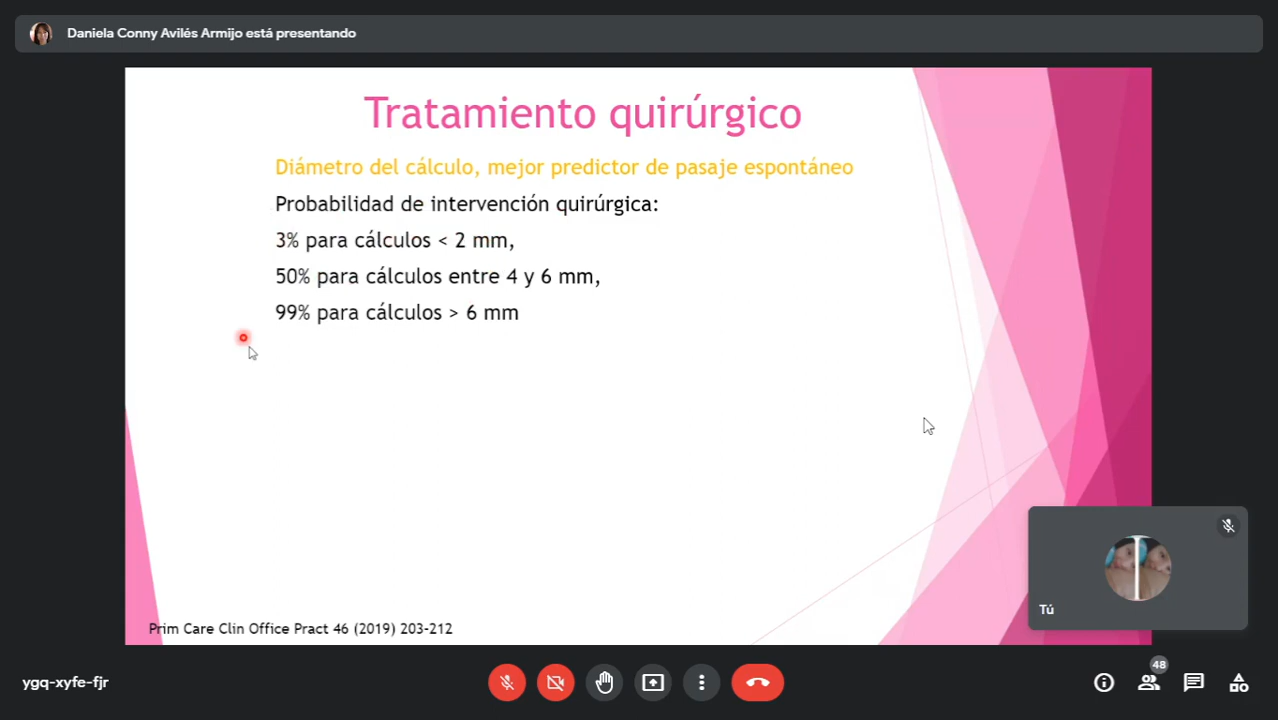 Daniela Conny Avilés Armijo está presentando
Tratamiento quirúrgico
Diámetro del cálculo, mejor predictor de pasaje espontáneo
Probabilidad de intervención quirúrgica:
3% para cálculos < 2 mm,
50% para cálculos entre 4 y 6 mm,
99% para cálculos > 6 mm
Tú
Prim Care Clin Office Pract 46 (2019) 203-212
ygq-xyfe-fjr
48